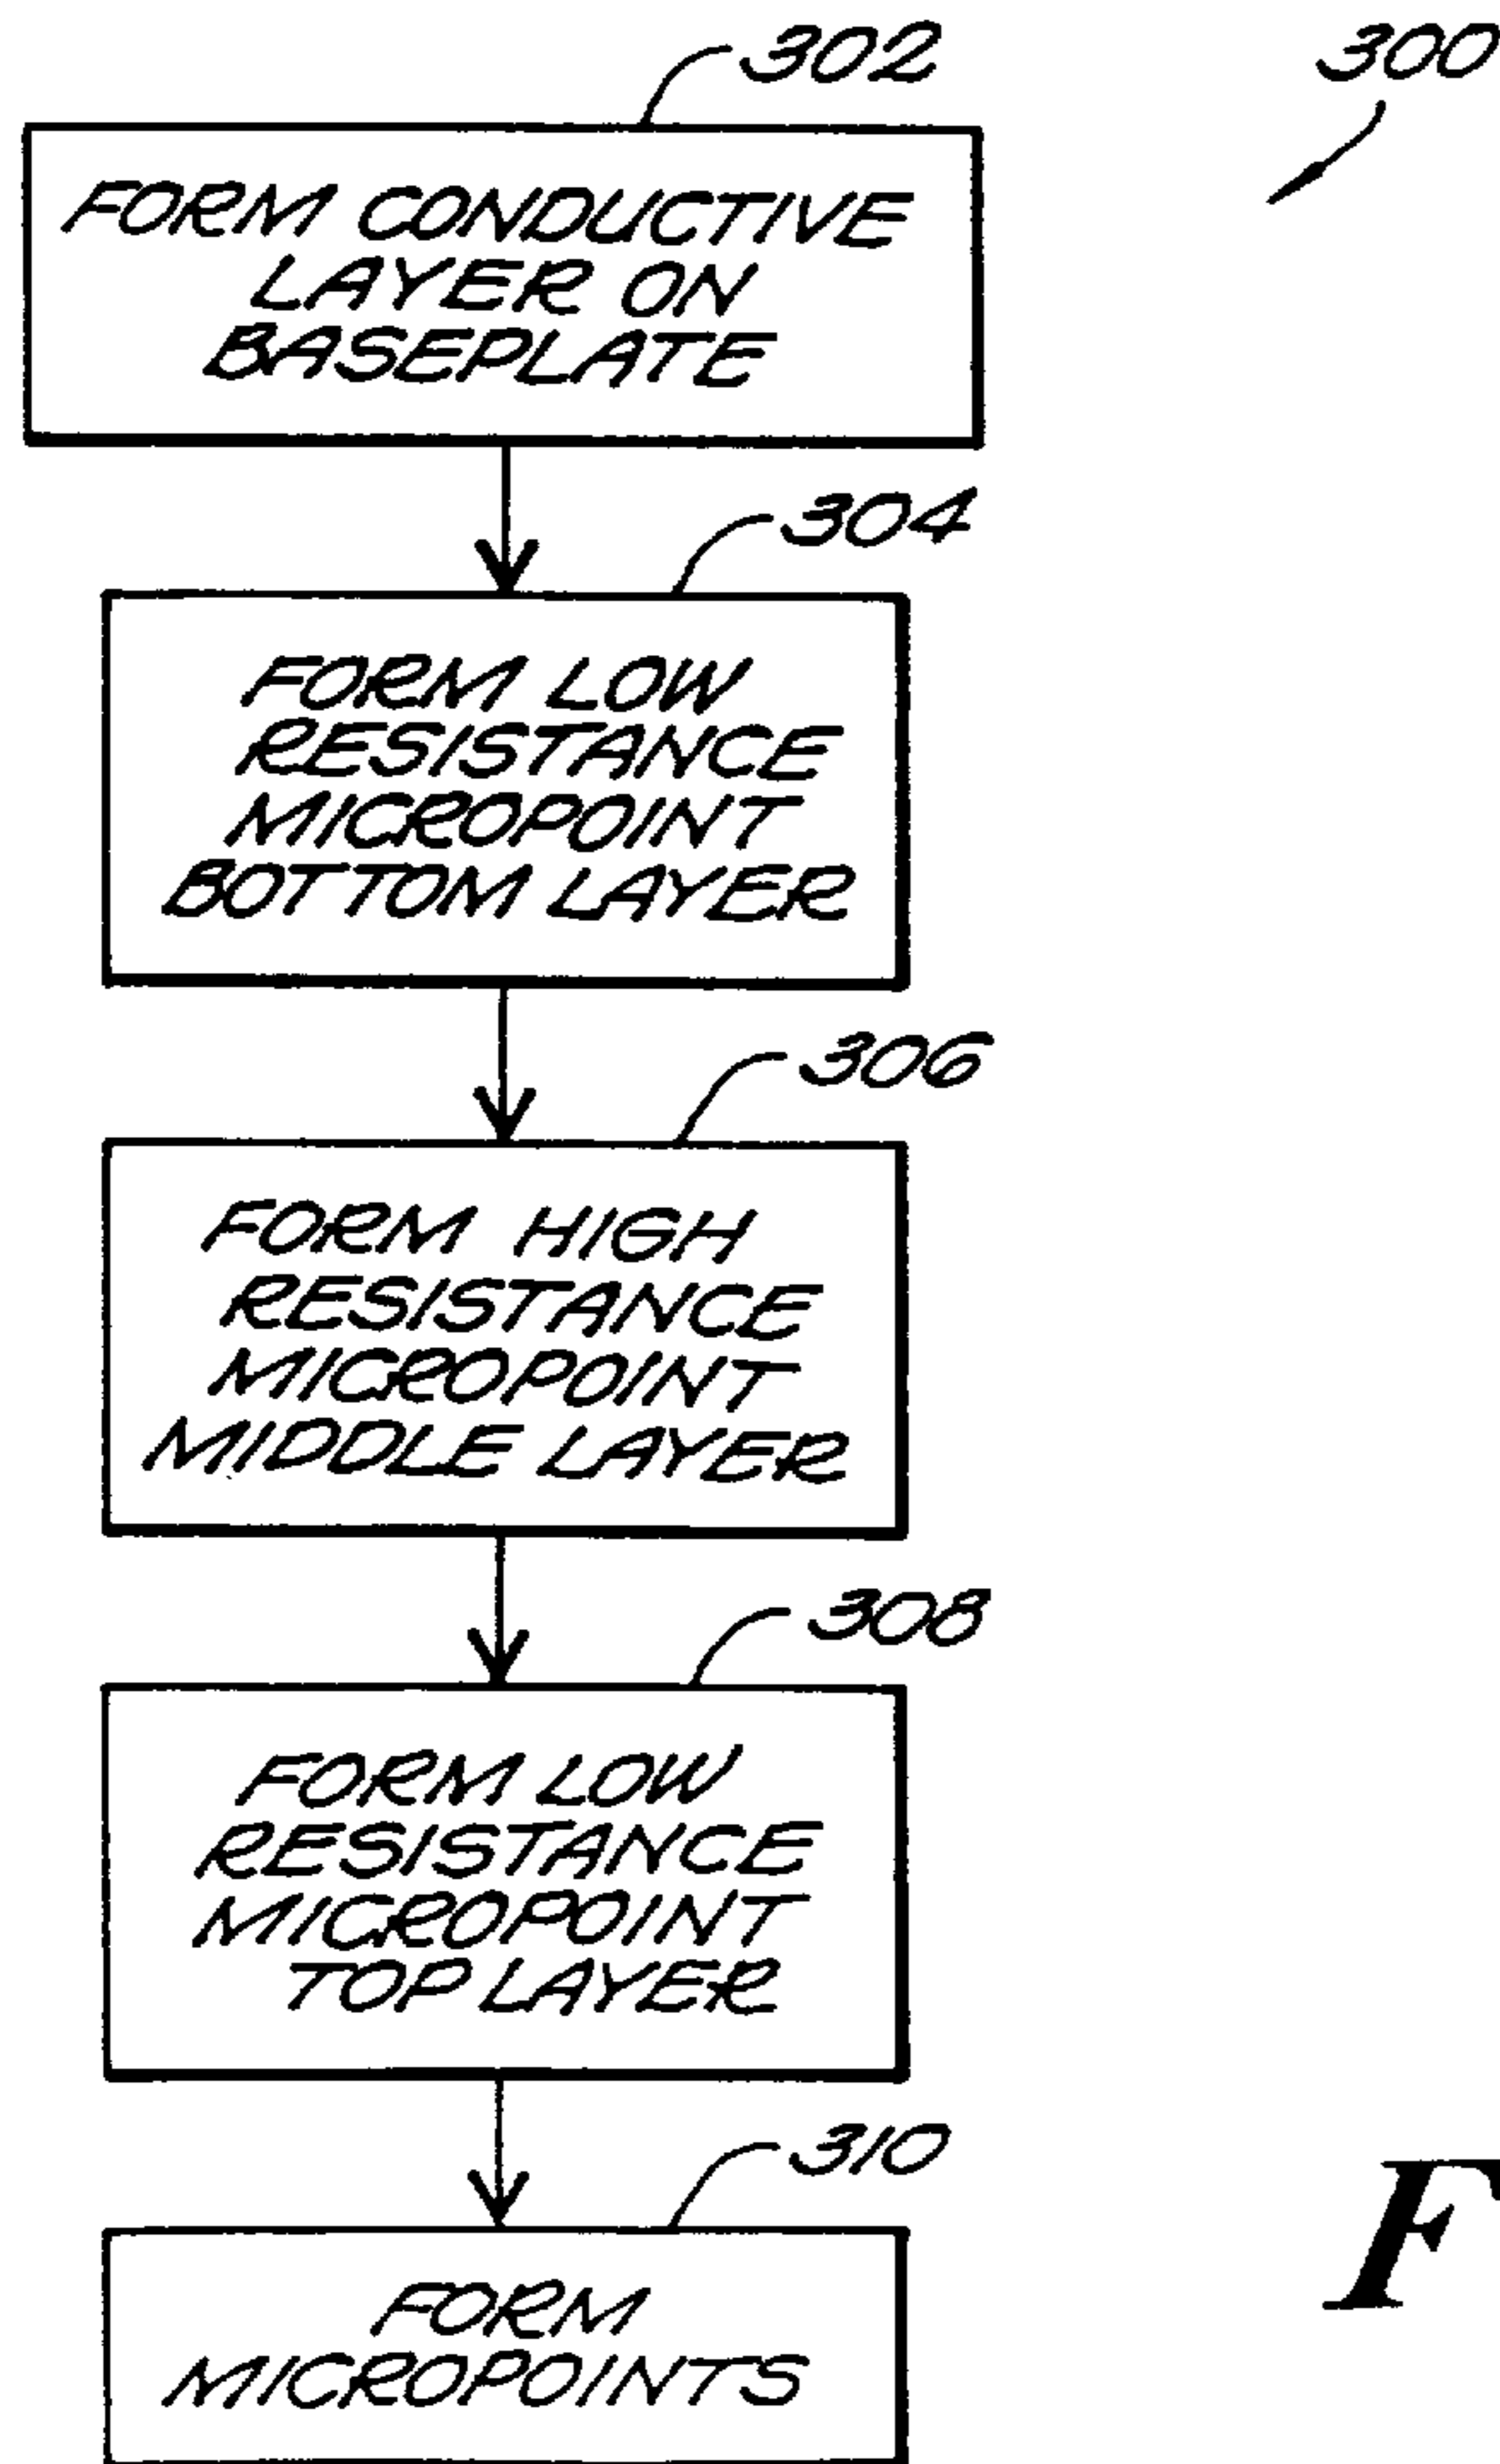 302
300
FORM CONDUCTIVE
LAYER ON
BASEPLATE
304
FORM LOW
RESISTANCE
MICROPOINT
BOTTOM LAYER
306
FORM HIGH
RESISTANCE
MICROPOINT
MIDDLE LAYER
308
FORM LOW
RESISTANCE
MICROPOINT
TOP LAYER
310
F
FORM
MICROPOINTS